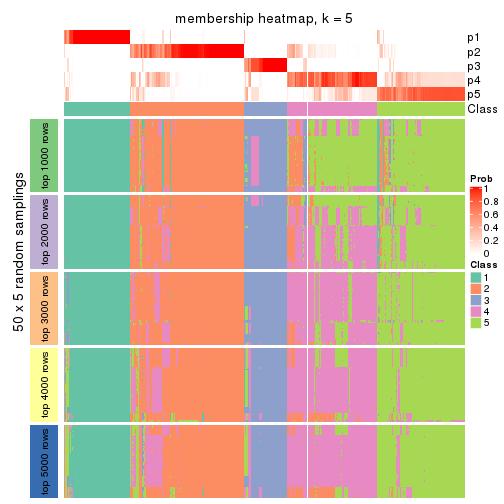 membership heatmap, k = 5
p1
p2
p3
p4
p5
Class
50 x 5 random samplings
top 1000 rows
top 2000 rows
top 3000 rows
top 4000 rows
top 5000 rows
Prob
1
0.8
0.6
0.4
0.2
0
Class
1
2
3
4
5